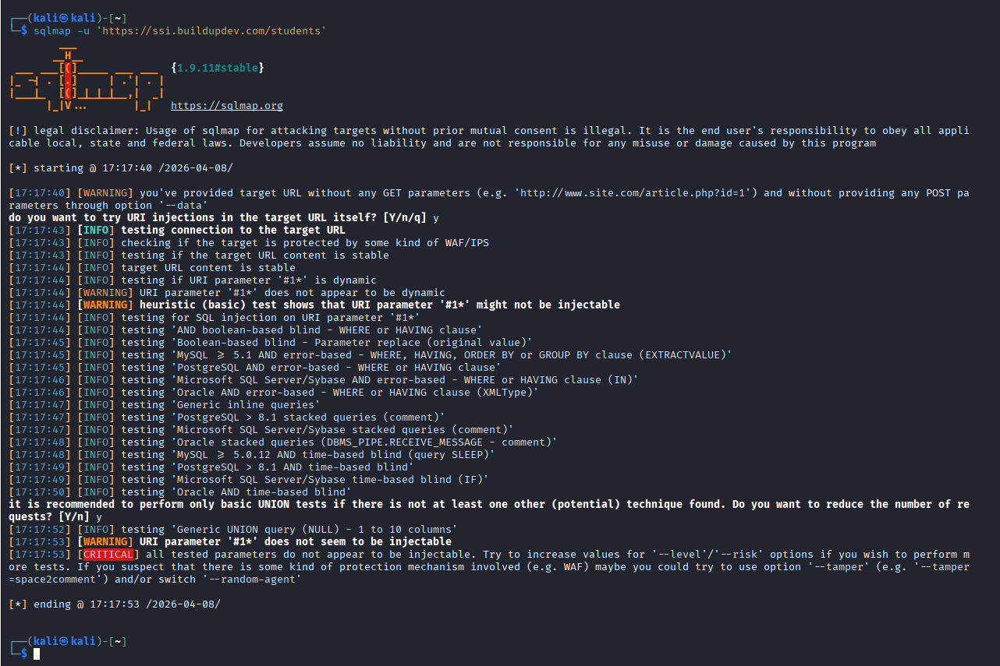 ┌──(kali㉿kali)-[~]
└─$ sqlmap -u 'https://ssi.buildupdev.com/students'
        ___
       __H__
 ___ ___[(]_____ ___ ___  {1.9.11#stable}
|_ -| . [.]     | .'| . |
|___|_  [(]_|_|_|__,|  _|
      |_|V...       |_|   https://sqlmap.org
[!] legal disclaimer: Usage of sqlmap for attacking targets without prior mutual consent is illegal. It is the end user's responsibility to obey all appli
cable local, state and federal laws. Developers assume no liability and are not responsible for any misuse or damage caused by this program
[*] starting @ 17:17:40 /2026-04-08/
[17:17:40] [WARNING] you've provided target URL without any GET parameters (e.g. 'http://www.site.com/article.php?id=1') and without providing any POST pa
rameters through option '--data'
do you want to try URI injections in the target URL itself? [Y/n/q] y
[17:17:43] [INFO] testing connection to the target URL
[17:17:43] [INFO] checking if the target is protected by some kind of WAF/IPS
[17:17:43] [INFO] testing if the target URL content is stable
[17:17:44] [INFO] target URL content is stable
[17:17:44] [INFO] testing if URI parameter '#1*' is dynamic
[17:17:44] [WARNING] URI parameter '#1*' does not appear to be dynamic
[17:17:44] [WARNING] heuristic (basic) test shows that URI parameter '#1*' might not be injectable
[17:17:44] [INFO] testing for SQL injection on URI parameter '#1*'
[17:17:44] [INFO] testing 'AND boolean-based blind - WHERE or HAVING clause'
[17:17:45] [INFO] testing 'Boolean-based blind - Parameter replace (original value)'
[17:17:45] [INFO] testing 'MySQL >= 5.1 AND error-based - WHERE, HAVING, ORDER BY or GROUP BY clause (EXTRACTVALUE)'
[17:17:45] [INFO] testing 'PostgreSQL AND error-based - WHERE or HAVING clause'
[17:17:46] [INFO] testing 'Microsoft SQL Server/Sybase AND error-based - WHERE or HAVING clause (IN)'
[17:17:46] [INFO] testing 'Oracle AND error-based - WHERE or HAVING clause (XMLType)'
[17:17:47] [INFO] testing 'Generic inline queries'
[17:17:47] [INFO] testing 'PostgreSQL > 8.1 stacked queries (comment)'
[17:17:47] [INFO] testing 'Microsoft SQL Server/Sybase stacked queries (comment)'
[17:17:48] [INFO] testing 'Oracle stacked queries (DBMS_PIPE.RECEIVE_MESSAGE - comment)'
[17:17:48] [INFO] testing 'MySQL >= 5.0.12 AND time-based blind (query SLEEP)'
[17:17:49] [INFO] testing 'PostgreSQL > 8.1 AND time-based blind'
[17:17:49] [INFO] testing 'Microsoft SQL Server/Sybase time-based blind (IF)'
[17:17:50] [INFO] testing 'Oracle AND time-based blind'
it is recommended to perform only basic UNION tests if there is not at least one other (potential) technique found. Do you want to reduce the number of re
quests? [Y/n] y
[17:17:52] [INFO] testing 'Generic UNION query (NULL) - 1 to 10 columns'
[17:17:53] [WARNING] URI parameter '#1*' does not seem to be injectable
[17:17:53] [CRITICAL] all tested parameters do not appear to be injectable. Try to increase values for '--level'/'--risk' options if you wish to perform m
ore tests. If you suspect that there is some kind of protection mechanism involved (e.g. WAF) maybe you could try to use option '--tamper' (e.g. '--tamper
=space2comment') and/or switch '--random-agent'
[*] ending @ 17:17:53 /2026-04-08/
┌──(kali㉿kali)-[~]
└─$